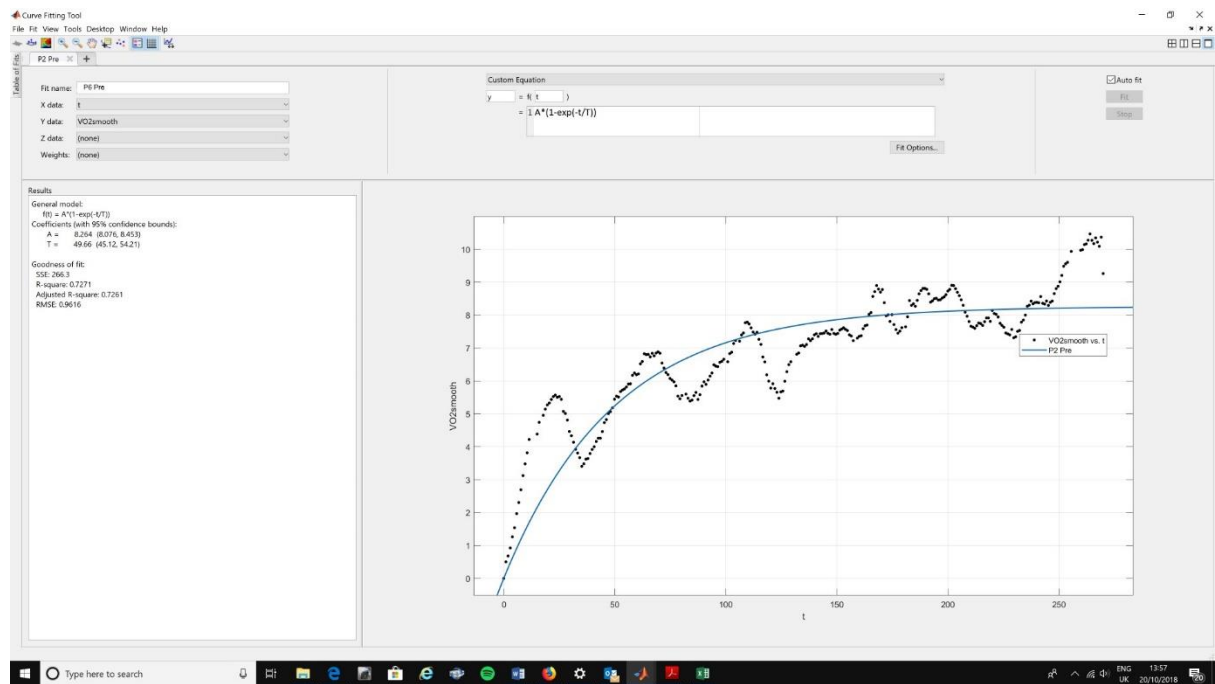 Curve Fitting Tool
File Fit View Tools Desktop Window Help
Table of Fits
P2 Pre
Fit name: P6 Pre
X data: t
Y data: VO2smooth
Z data: (none)
Weights: (none)
Custom Equation
y = f( t )
= 1 A*(1-exp(-t/T))
Fit Options...
Auto fit
Fit
Stop
Results
General model:
f(t) = A*(1-exp(-t/T))
Coefficients (with 95% confidence bounds):
A = 8.264 (8.076, 8.453)
T = 49.66 (45.12, 54.21)
Goodness of fit:
SSE: 266.3
R-square: 0.7271
Adjusted R-square: 0.7261
RMSE: 0.9616
10
9
8
7
6
5
4
3
2
1
0
VO2smooth
0 50 100 150 200 250
t
VO2smooth vs. t
P2 Pre
Type here to search
ENG 13:57
UK 20/10/2018
20